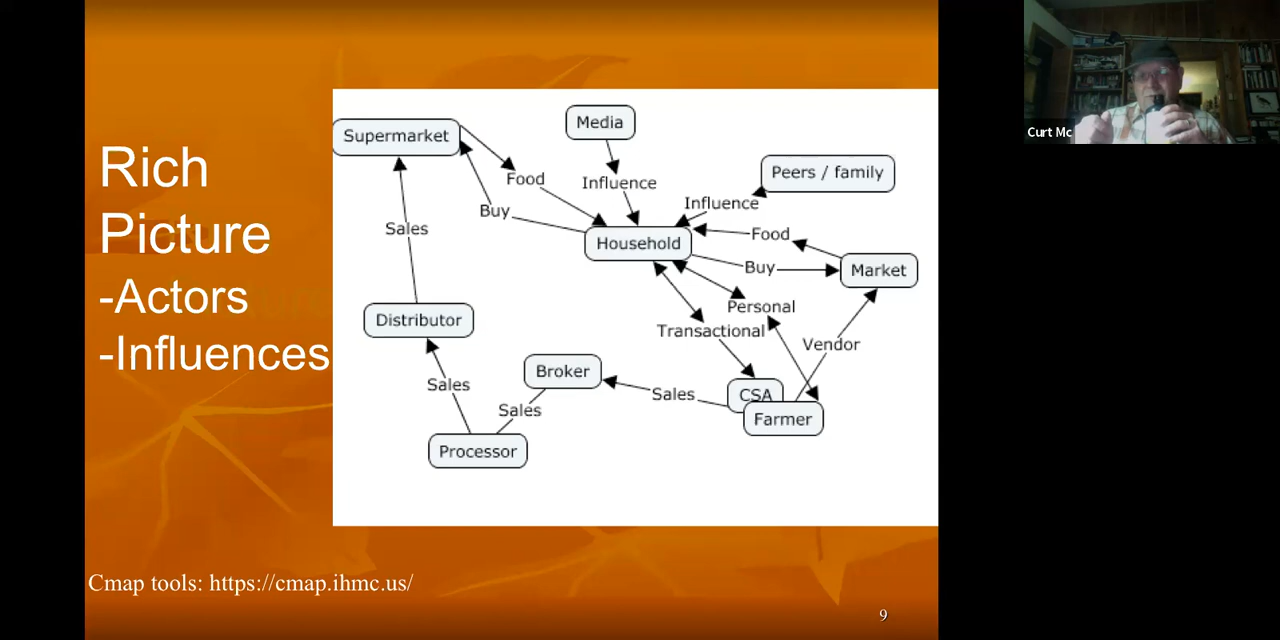 Rich
Picture
-Actors
-Influences
Supermarket
Media
Peers / family
Food
Influence
Influence
Buy
Sales
Household
Food
Buy
Market
Personal
Transactional
Distributor
Vendor
Broker
Sales
Sales
CSA
Sales
Farmer
Processor
Cmap tools: https://cmap.ihmc.us/
9
Curt Mc